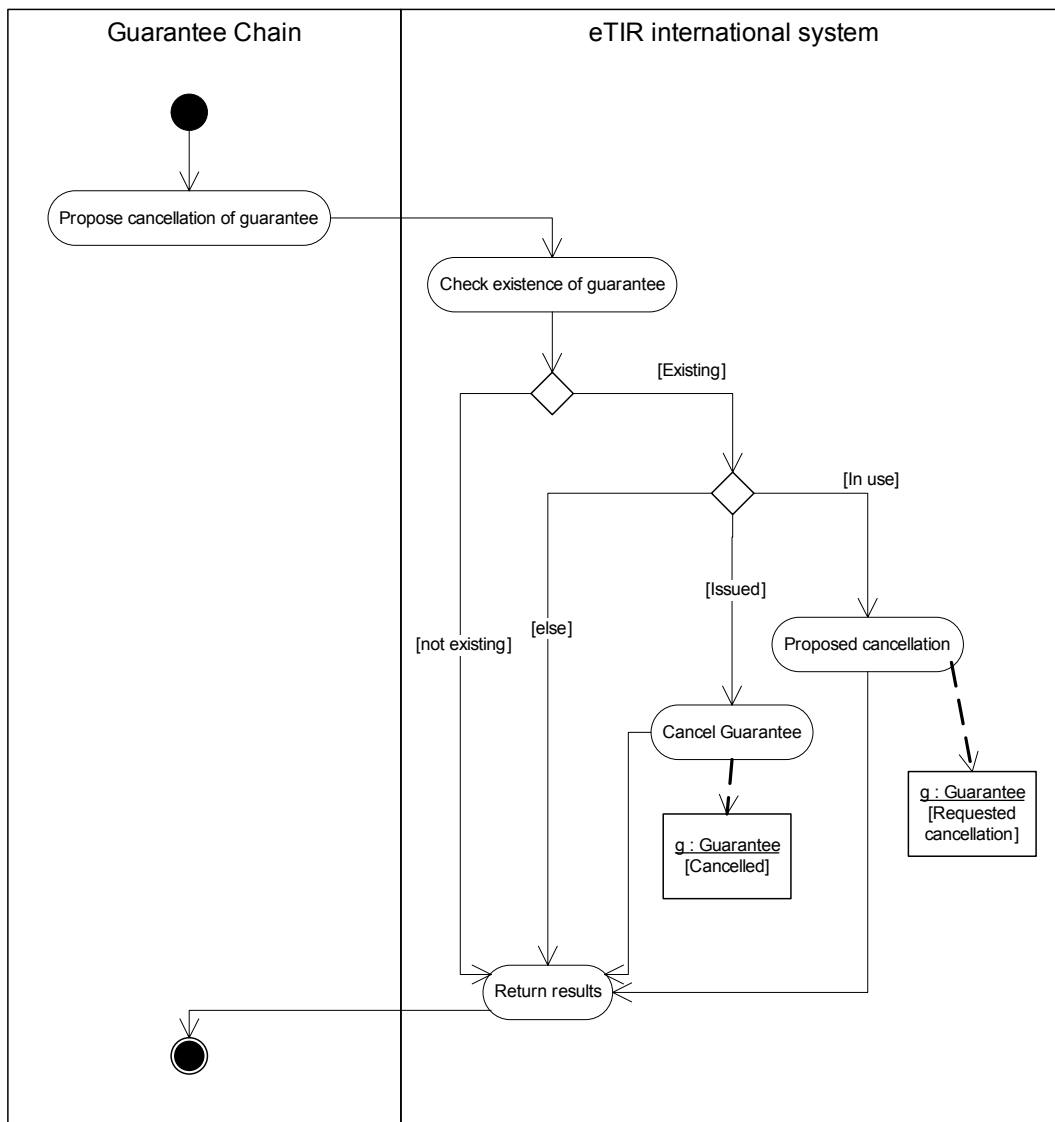 Guarantee Chain
eTIR international system
Propose cancellation of guarantee
Check existence of guarantee
[Existing]
[In use]
[Issued]
[else]
[not existing]
Proposed cancellation
Cancel Guarantee
g : Guarantee
[Requested
cancellation]
g : Guarantee
[Cancelled]
Return results